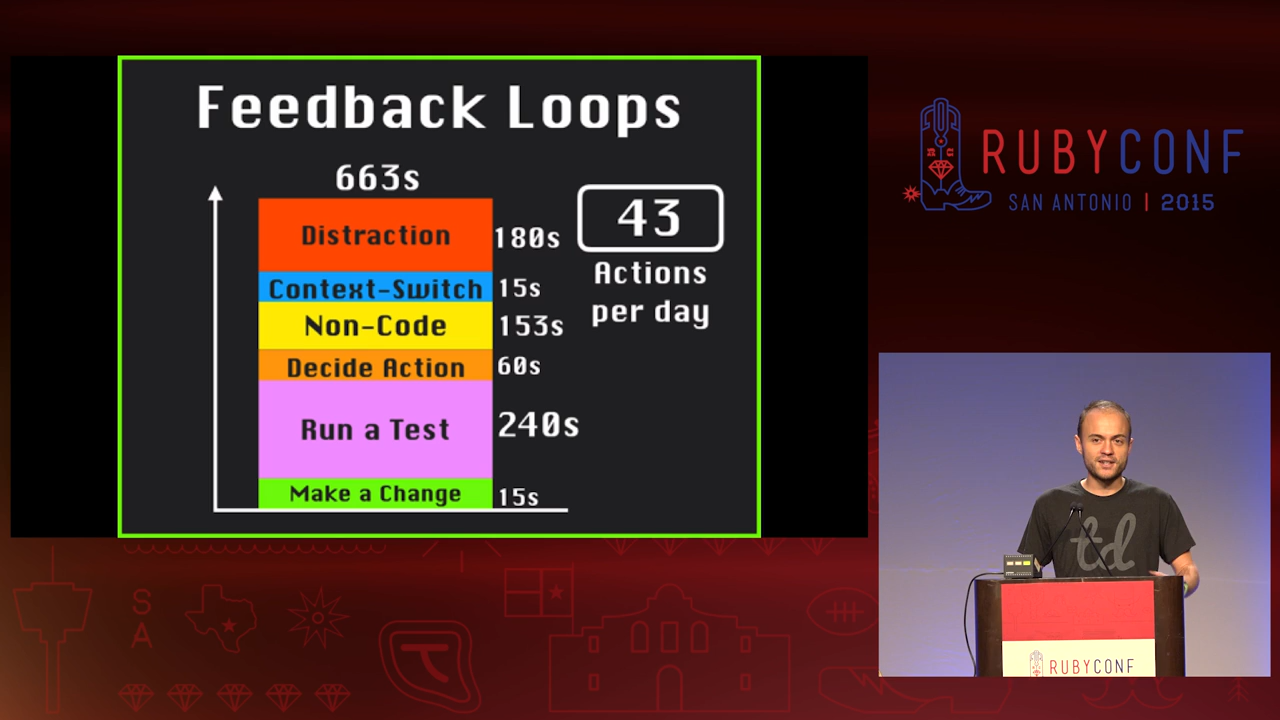 Feedback Loops
663s
Distraction
180s
Context-Switch
15s
Non-Code
153s
Decide Action
60s
Run a Test
240s
Make a Change
15s
43
Actions
per day
RUBYCONF
SAN ANTONIO | 2015
td
RUBYCONF
S
A